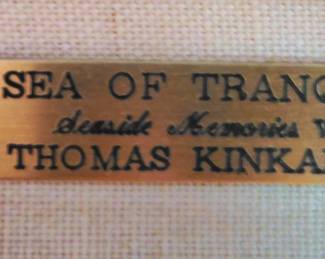 SEA OF TRANQ
Seaside Memories V
THOMAS KINKA